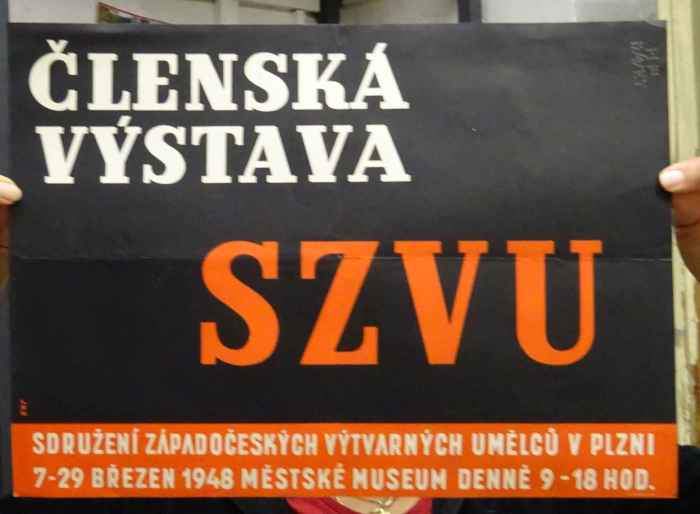 ČLENSKÁ
VÝSTAVA
SZVU
SDRUŽENÍ ZÁPADOČESKÝCH VÝTVARNÝCH UMĚLCŮ V PLZNI
7-29 BŘEZEN 1948 MĚSTSKÉ MUSEUM DENNĚ 9-18 HOD.